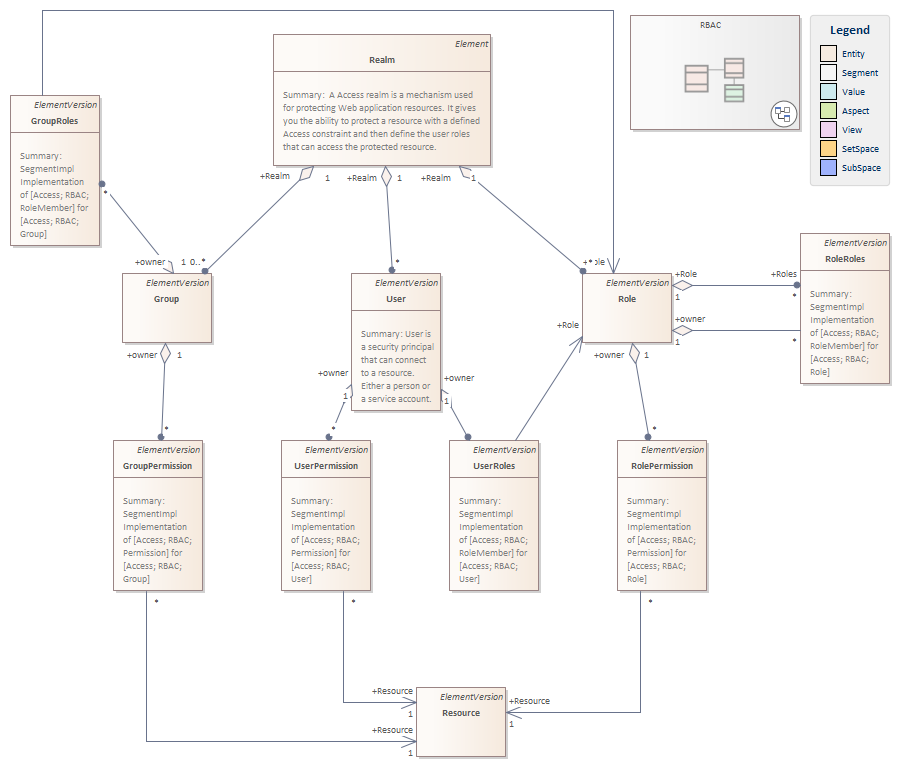 RBAC
Legend
Entity
Segment
Value
Aspect
View
SetSpace
SubSpace
Element
Realm
Summary: A Access realm is a mechanism used
for protecting Web application resources. It gives
you the ability to protect a resource with a defined
Access constraint and then define the user roles
that can access the protected resource.
ElementVersion
GroupRoles
Summary:
SegmentImpl
Implementation
of [Access; RBAC;
RoleMember] for
[Access; RBAC;
Group]
*
+Realm
1
+Realm
1
+Realm
1
+owner
1
0..*
*
*
ElementVersion
Group
ElementVersion
User
Summary: User is
a security principal
that can connect
to a resource.
Either a person or
a service account.
ElementVersion
Role
+Role
1
+Roles
*
+owner
1
*
ElementVersion
RoleRoles
Summary:
SegmentImpl
Implementation
of [Access; RBAC;
RoleMember] for
[Access; RBAC;
Role]
+Role
+owner
1
+owner
1
+owner
1
+owner
1
*
*
*
ElementVersion
GroupPermission
Summary:
SegmentImpl
Implementation
of [Access; RBAC;
Permission] for
[Access; RBAC;
Group]
ElementVersion
UserPermission
Summary:
SegmentImpl
Implementation
of [Access; RBAC;
Permission] for
[Access; RBAC;
User]
ElementVersion
UserRoles
Summary:
SegmentImpl
Implementation
of [Access; RBAC;
RoleMember] for
[Access; RBAC;
User]
ElementVersion
RolePermission
Summary:
SegmentImpl
Implementation
of [Access; RBAC;
Permission] for
[Access; RBAC;
Role]
*
*
*
+Resource
1
+Resource
1
+Resource
1
ElementVersion
Resource